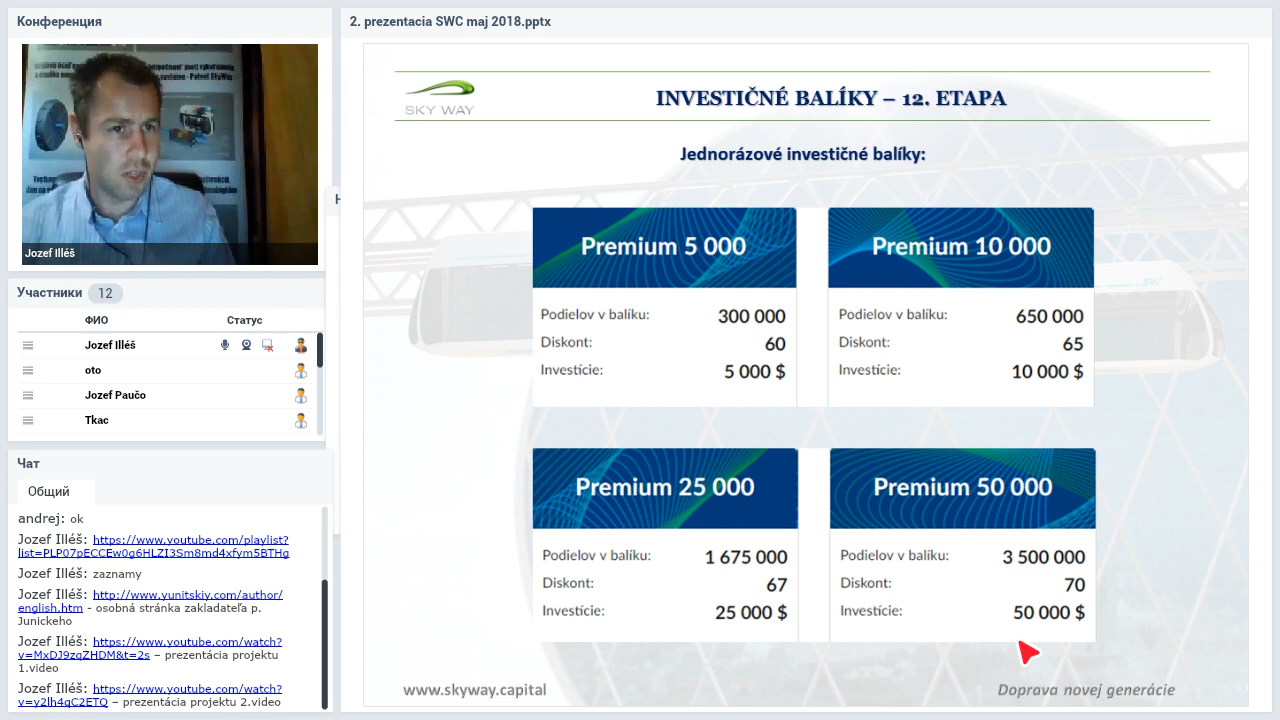 Конференция
Jozef Illéš
Участники 12
ФИО Статус
Jozef Illéš
oto
Jozef Paučo
Tkac
Чат
Общий
andrej: ok
Jozef Illéš: https://www.youtube.com/playlist?
list=PLP07pECCEw0g6HLZI3Sm8md4xfym5BTHg
Jozef Illéš: zaznamy
Jozef Illéš: http://www.yunitskiy.com/author/
english.htm - osobná stránka zakladateľa p.
Junickeho
Jozef Illéš: https://www.youtube.com/watch?
v=MxDJ9zqZHDM&t=2s – prezentácia projektu
1.video
Jozef Illéš: https://www.youtube.com/watch?
v=y2lh4qC2ETQ – prezentácia projektu 2.video
2. prezentacia SWC maj 2018.pptx
SKY WAY
INVESTIČNÉ BALÍKY – 12. ETAPA
Jednorázové investičné balíky:
Premium 5 000
Podielov v balíku: 300 000
Diskont: 60
Investície: 5 000 $
Premium 10 000
Podielov v balíku: 650 000
Diskont: 65
Investície: 10 000 $
Premium 25 000
Podielov v balíku: 1 675 000
Diskont: 67
Investície: 25 000 $
Premium 50 000
Podielov v balíku: 3 500 000
Diskont: 70
Investície: 50 000 $
www.skyway.capital
Doprava novej generácie